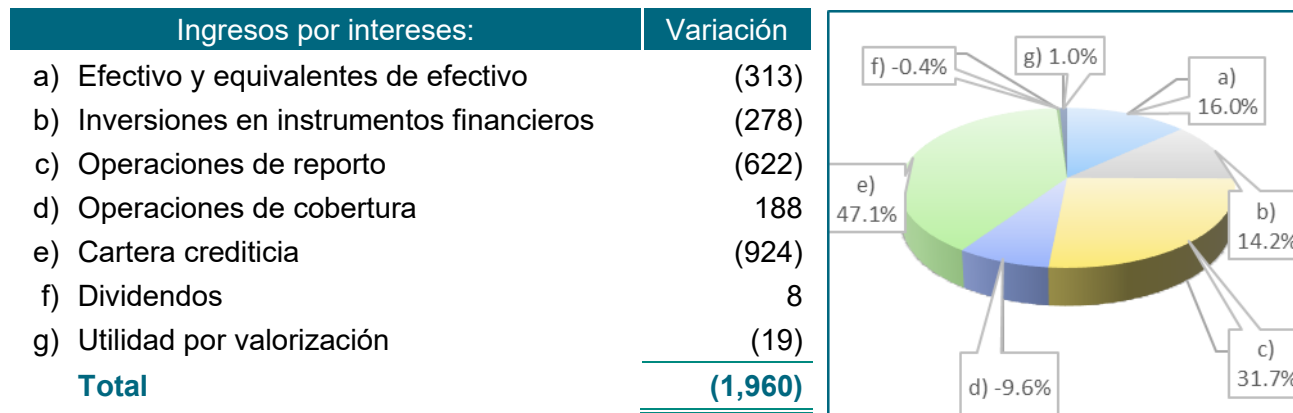 Ingresos por intereses: Variación
a) Efectivo y equivalentes de efectivo (313)
b) Inversiones en instrumentos financieros (278)
c) Operaciones de reporto (622)
d) Operaciones de cobertura 188
e) Cartera crediticia (924)
f) Dividendos 8
g) Utilidad por valorización (19)
Total (1,960)
f) -0.4%
g) 1.0%
a)
16.0%
e)
47.1%
b)
14.2%
c)
31.7%
d) -9.6%